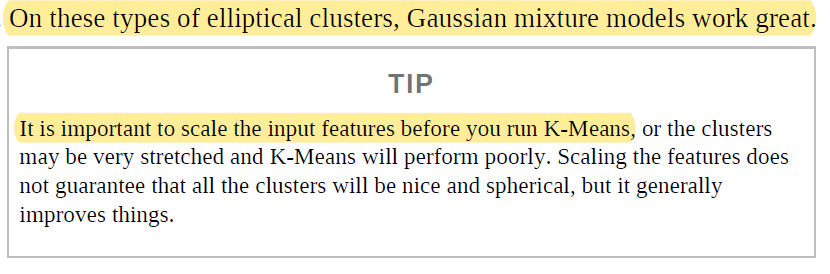 On these types of elliptical clusters, Gaussian mixture models work great.
TIP
It is important to scale the input features before you run K-Means, or the clusters
may be very stretched and K-Means will perform poorly. Scaling the features does
not guarantee that all the clusters will be nice and spherical, but it generally
improves things.